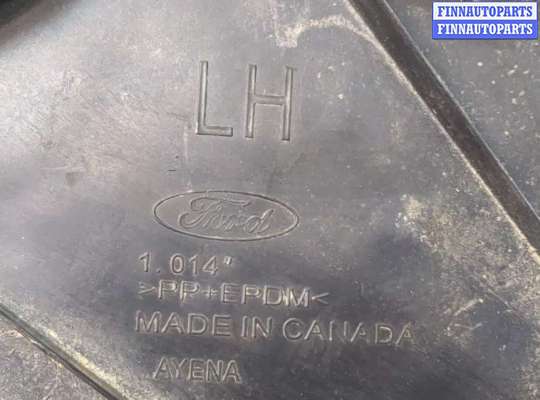 FINNAUTOPARTS
FINNAUTOPARTS
LH
Ford
1.014"
>PP+EPDM<
MADE IN CANADA
AYENA